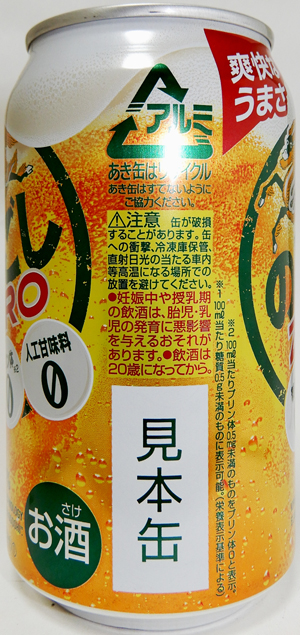 爽快な
うまさ
アルミ
あき缶はリサイクル
あき缶はすてないように
ご協力ください。
⚠注意 缶が破損
することがあります。缶
への衝撃、冷凍庫保管、
直射日光の当たる車内
等高温になる場所での
放置を避けてください。
●妊娠中や授乳期
の飲酒は、胎児・乳
児の発育に悪影響
を与えるおそれが
あります。●飲酒は
20歳になってから。
※1 100㎖当たり糖質0.5g未満のものに表示可能。(栄養表示基準による)
※2 100㎖当たりプリン体0.5mg未満のものをプリン体0と表示。
どし
RO
人工甘味料
0
の
見本缶
さけ
お酒